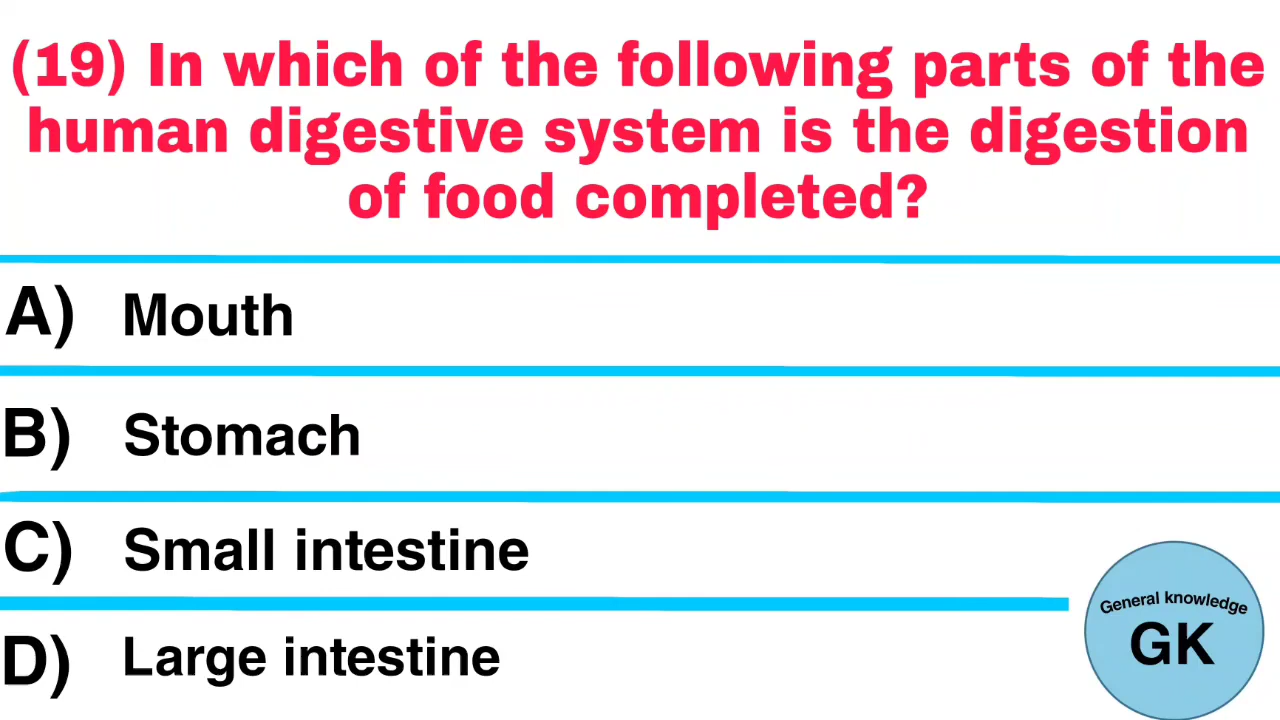 (19) In which of the following parts of the
human digestive system is the digestion
of food completed?
A) Mouth
B) Stomach
C) Small intestine
D) Large intestine
General knowledge
GK